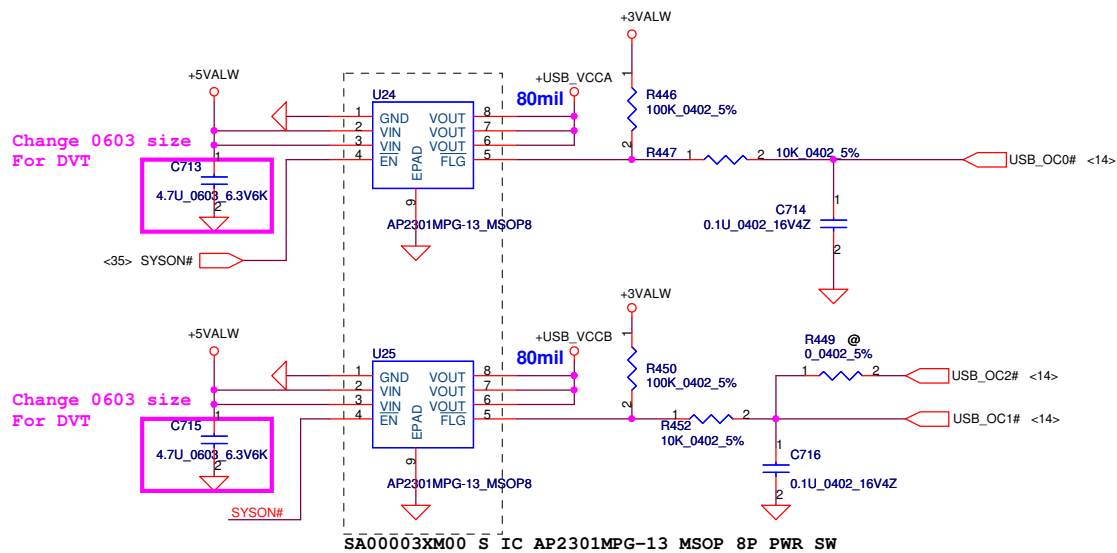 +3VALW
+5VALW
+USB_VCCA
U24
80mil
R446
100K_0402_5%
1
2
1 GND VOUT 8
2 VIN VOUT 7
3 VIN VOUT 6
4 EN FLG 5
EPAD
9
AP2301MPG-13_MSOP8
Change 0603 size
For DVT
1
C713
4.7U_0603_6.3V6K
2
R447
1 2 10K_0402_5%
USB_OC0# <14>
1
C714
0.1U_0402_16V4Z
2
<35> SYSON#
+3VALW
+5VALW
+USB_VCCB
U25
80mil
1
R450
100K_0402_5%
2
1 GND VOUT 8
2 VIN VOUT 7
3 VIN VOUT 6
4 EN FLG 5
EPAD
9
AP2301MPG-13_MSOP8
R449 @
0_0402_5%
1 2
USB_OC2# <14>
USB_OC1# <14>
1 2
R452
10K_0402_5%
Change 0603 size
For DVT
1
C715
4.7U_0603_6.3V6K
2
1
C716
0.1U_0402_16V4Z
2
SYSON#
SA00003XM00 S IC AP2301MPG-13 MSOP 8P PWR SW